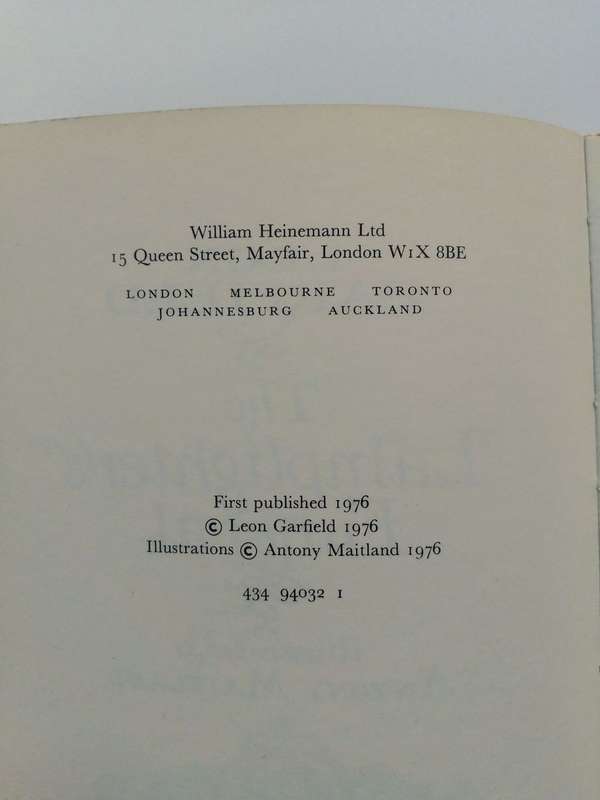 William Heinemann Ltd
15 Queen Street, Mayfair, London W1X 8BE
LONDON MELBOURNE TORONTO
JOHANNESBURG AUCKLAND
First published 1976
© Leon Garfield 1976
Illustrations © Antony Maitland 1976
434 94032 1